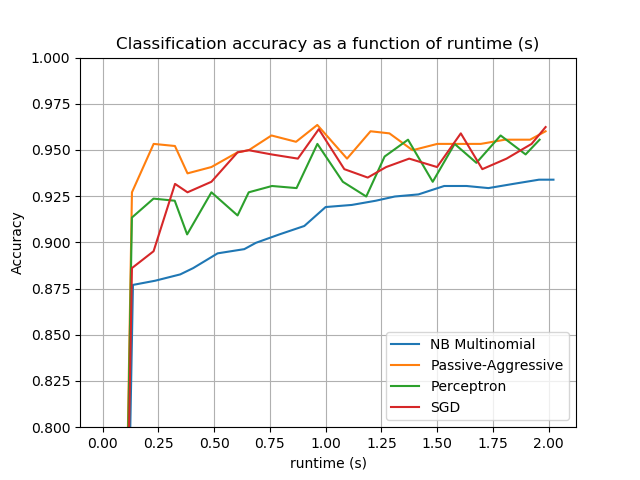 Classification accuracy as a function of runtime (s)
1.000
0.975
0.950
0.925
0.900
0.875
0.850
0.825
0.800
Accuracy
NB Multinomial
Passive-Aggressive
Perceptron
SGD
0.00 0.25 0.50 0.75 1.00 1.25 1.50 1.75 2.00
runtime (s)